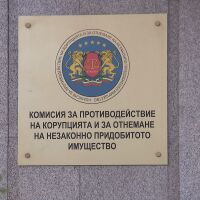 КОМИСИЯ ЗА ПРОТИВОДЕЙСТВИЕ
НА КОРУПЦИЯТА И ЗА ОТНЕМАНЕ
НА НЕЗАКОННО ПРИДОБИТОТО
ИМУЩЕСТВО